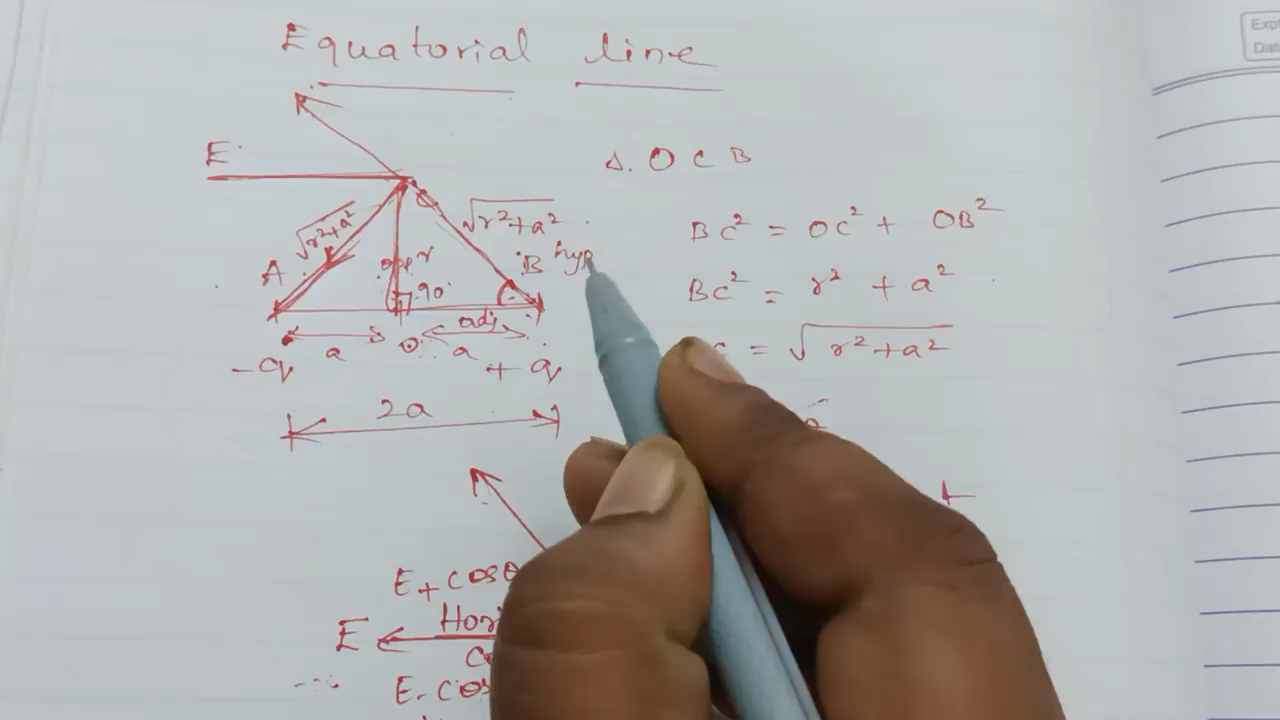 Equatorial line
E
Δ. O C B
√r²+a²
√r²+a²
BC² = OC² + OB²
A
r
B hyp
90
BC² = r² + a²
adj
a
O
a
-q
+ q
= √r²+a²
2a
E+ cosθ
E
E- cos